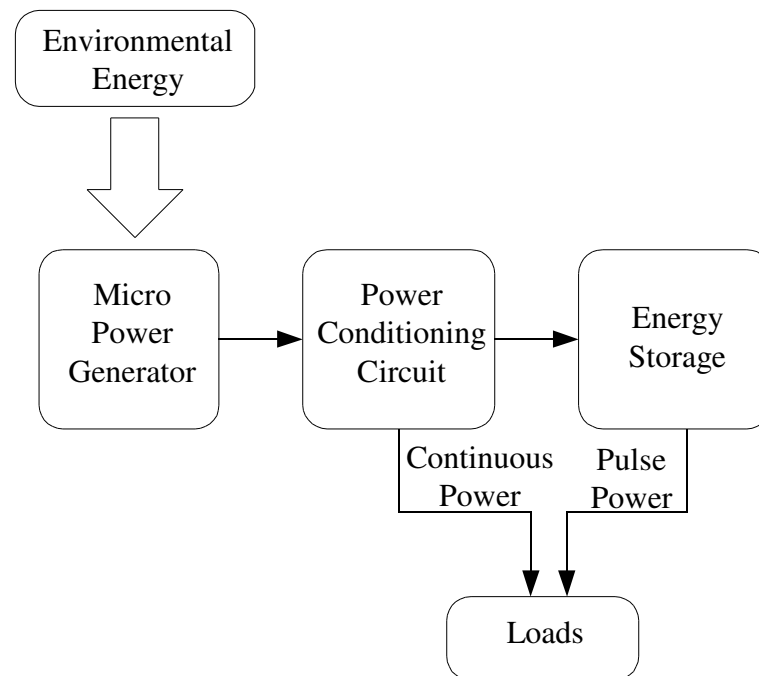 Environmental
Energy
Micro
Power
Generator
Power
Conditioning
Circuit
Energy
Storage
Continuous
Power
Pulse
Power
Loads